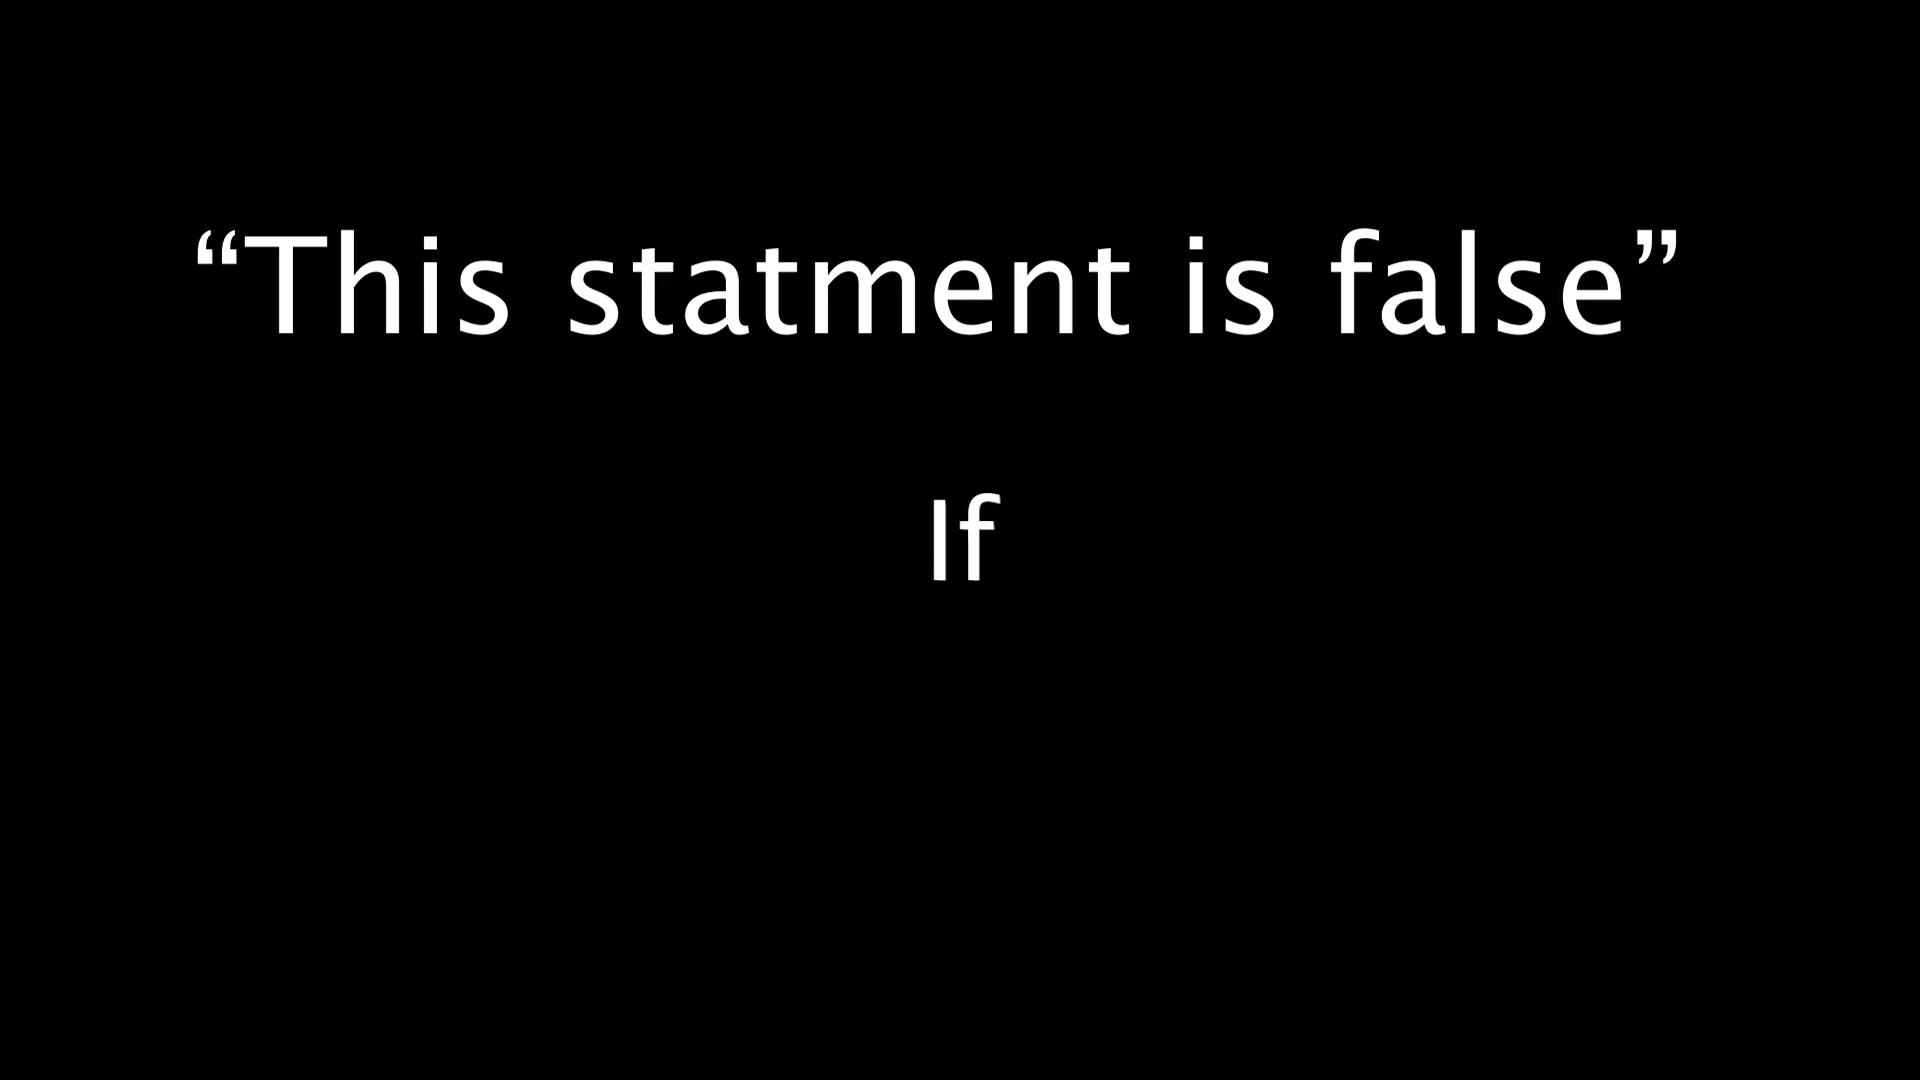 “This statment is false”
If